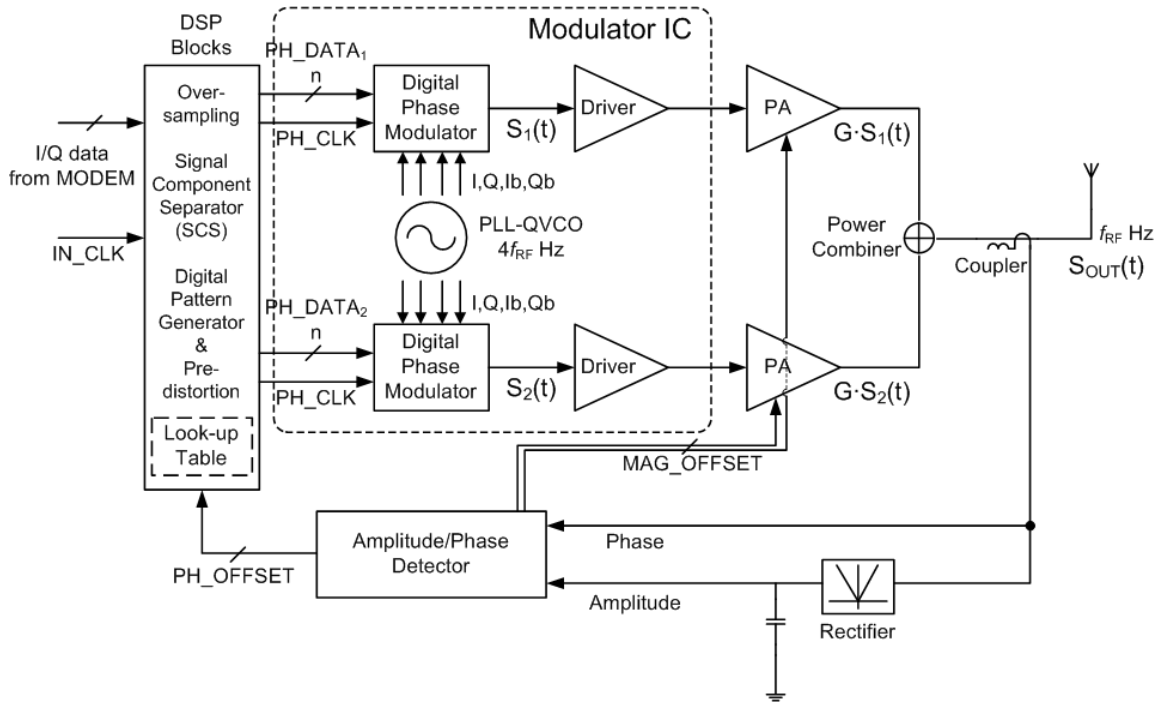 DSP
Blocks
Modulator IC
PH_DATA₁
n
Over-
sampling
PH_CLK
Digital
Phase
Modulator
S₁(t)
Driver
PA
G·S₁(t)
I/Q data
from MODEM
Signal
Component
Separator
(SCS)
I,Q,Ib,Qb
PLL-QVCO
4fRF Hz
Power
Combiner
Coupler
fRF Hz
SOUT(t)
IN_CLK
I,Q,Ib,Qb
Digital
Pattern
Generator
&
Pre-
distortion
PH_DATA₂
n
PH_CLK
Digital
Phase
Modulator
S₂(t)
Driver
PA
G·S₂(t)
Look-up
Table
MAG_OFFSET
PH_OFFSET
Amplitude/Phase
Detector
Phase
Amplitude
Rectifier